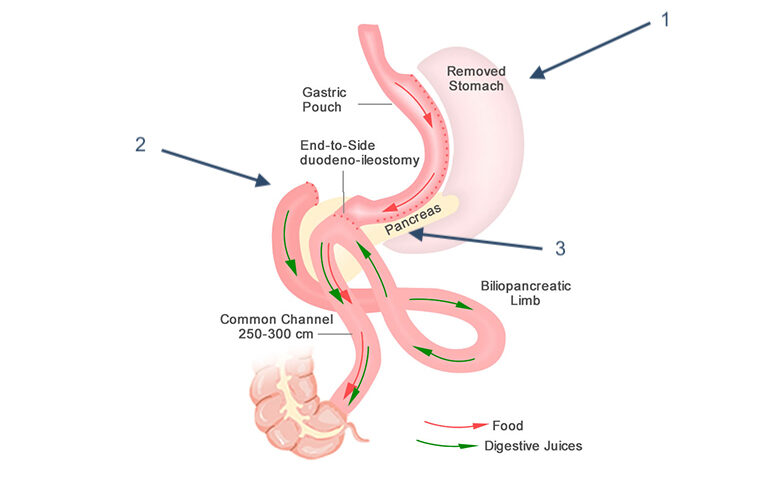 1
Removed
Stomach
Gastric
Pouch
2
End-to-Side
duodeno-ileostomy
Pancreas
3
Biliopancreatic
Limb
Common Channel
250-300 cm
Food
Digestive Juices